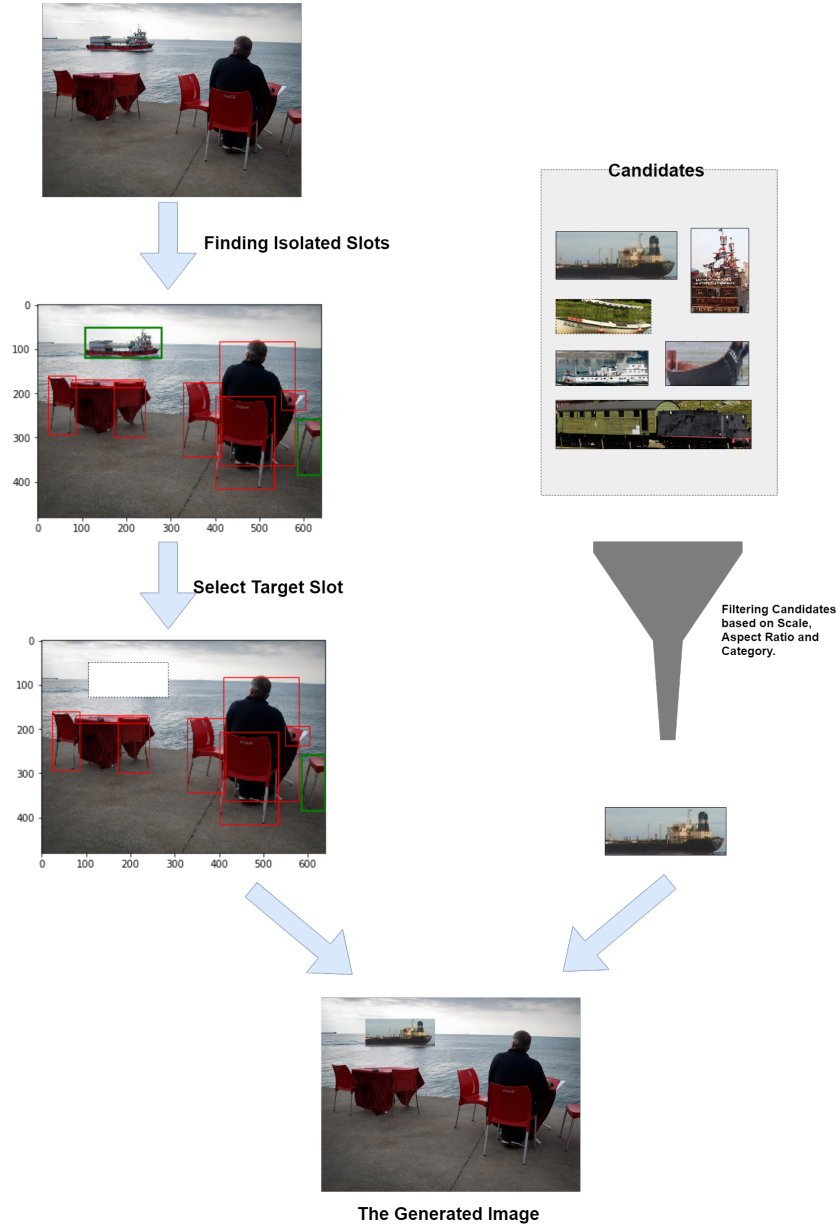 Finding Isolated Slots
Candidates
0
100
200
300
400
0 100 200 300 400 500 600
Select Target Slot
0
100
200
300
400
0 100 200 300 400 500 600
Filtering Candidates
based on Scale,
Aspect Ratio and
Category.
The Generated Image